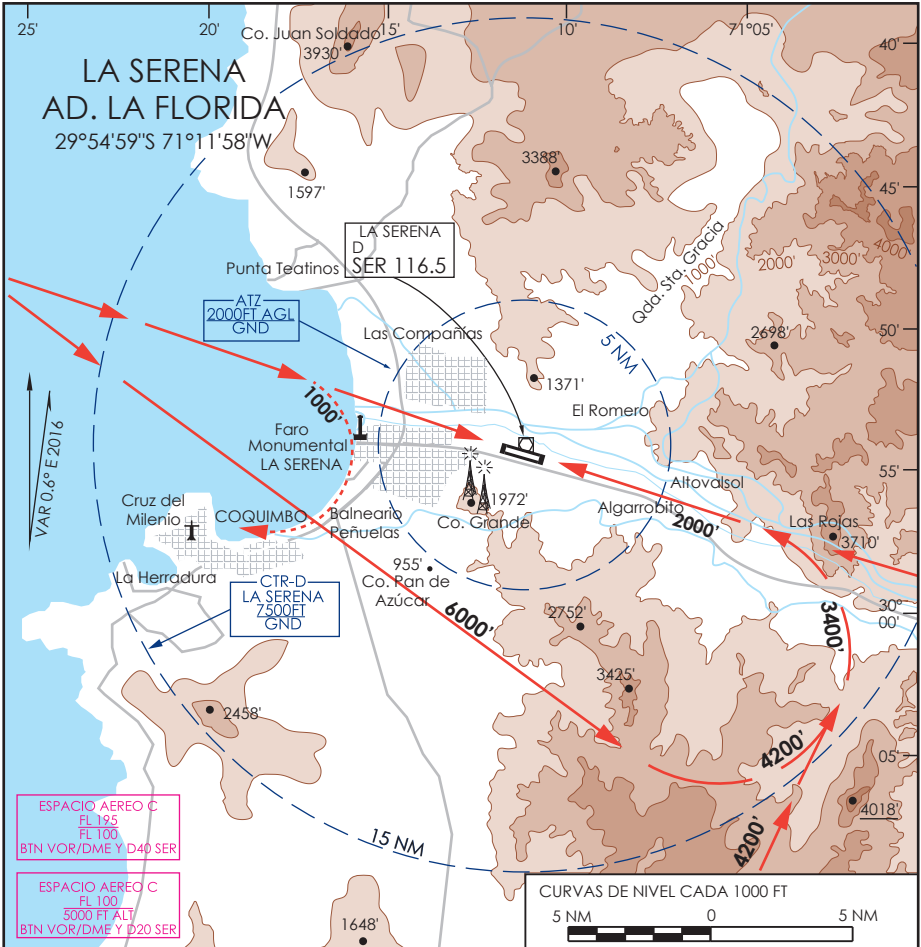 25'
20'
15'
10'
71°05'
Co. Juan Soldado
3930'
40'
LA SERENA
AD. LA FLORIDA
29°54'59"S 71°11'58"W
3388'
1597'
45'
LA SERENA
D
SER 116.5
Qda. Sta. Gracia
1000'
2000'
3000'
4000'
Punta Teatinos
ATZ
2000FT AGL
GND
Las Compañías
5 NM
2698'
50'
1371'
1000'
El Romero
Faro
Monumental
LA SERENA
VAR 0.6° E 2016
55'
Altovalsol
1972'
Co. Grande
Algarrobito
2000'
Las Rojas
3710'
Cruz del
Milenio
COQUIMBO
Balneario
Peñuelas
La Herradura
955'
Co. Pan de
Azúcar
CTR-D
LA SERENA
7500FT
GND
6000'
2752'
3400'
30°
00'
3425'
2458'
4200'
05'
4200'
4018'
ESPACIO AEREO C
FL 195
FL 100
BTN VOR/DME Y D40 SER
15 NM
ESPACIO AEREO C
FL 100
5000 FT ALT
BTN VOR/DME Y D20 SER
1648'
CURVAS DE NIVEL CADA 1000 FT
5 NM
0
5 NM